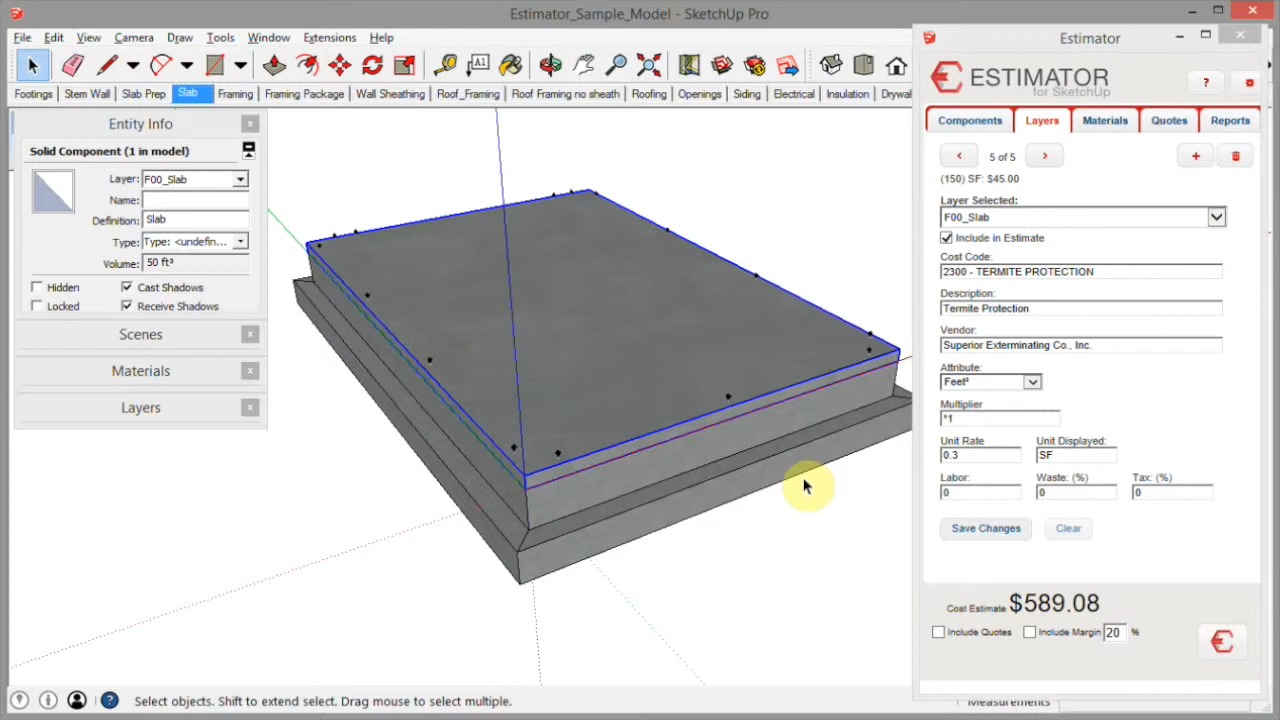 Estimator_Sample_Model - SketchUp Pro
File Edit View Camera Draw Tools Window Extensions Help
A1
Footings Stem Wall Slab Prep Slab Framing Framing Package Wall Sheathing Roof_Framing Roof Framing no sheath Roofing Openings Siding Electrical Insulation Drywal
Entity Info
Solid Component (1 in model)
Layer: F00_Slab
Name:
Definition: Slab
Type: Type: <undefin...
Volume: 50 ft³
Hidden Cast Shadows
Locked Receive Shadows
Scenes
Materials
Layers
Estimator
ESTIMATOR
for SketchUp
?
Components Layers Materials Quotes Reports
< 5 of 5 > +
(150) SF: $45.00
Layer Selected:
F00_Slab
Include in Estimate
Cost Code:
2300 - TERMITE PROTECTION
Description:
Termite Protection
Vendor:
Superior Exterminating Co., Inc.
Attribute:
Feet²
Multiplier
*1
Unit Rate Unit Displayed:
0.3 SF
Labor: Waste: (%) Tax: (%)
0 0 0
Save Changes Clear
Cost Estimate $589.08
Include Quotes Include Margin 20 %
Select objects. Shift to extend select. Drag mouse to select multiple.
Measurements